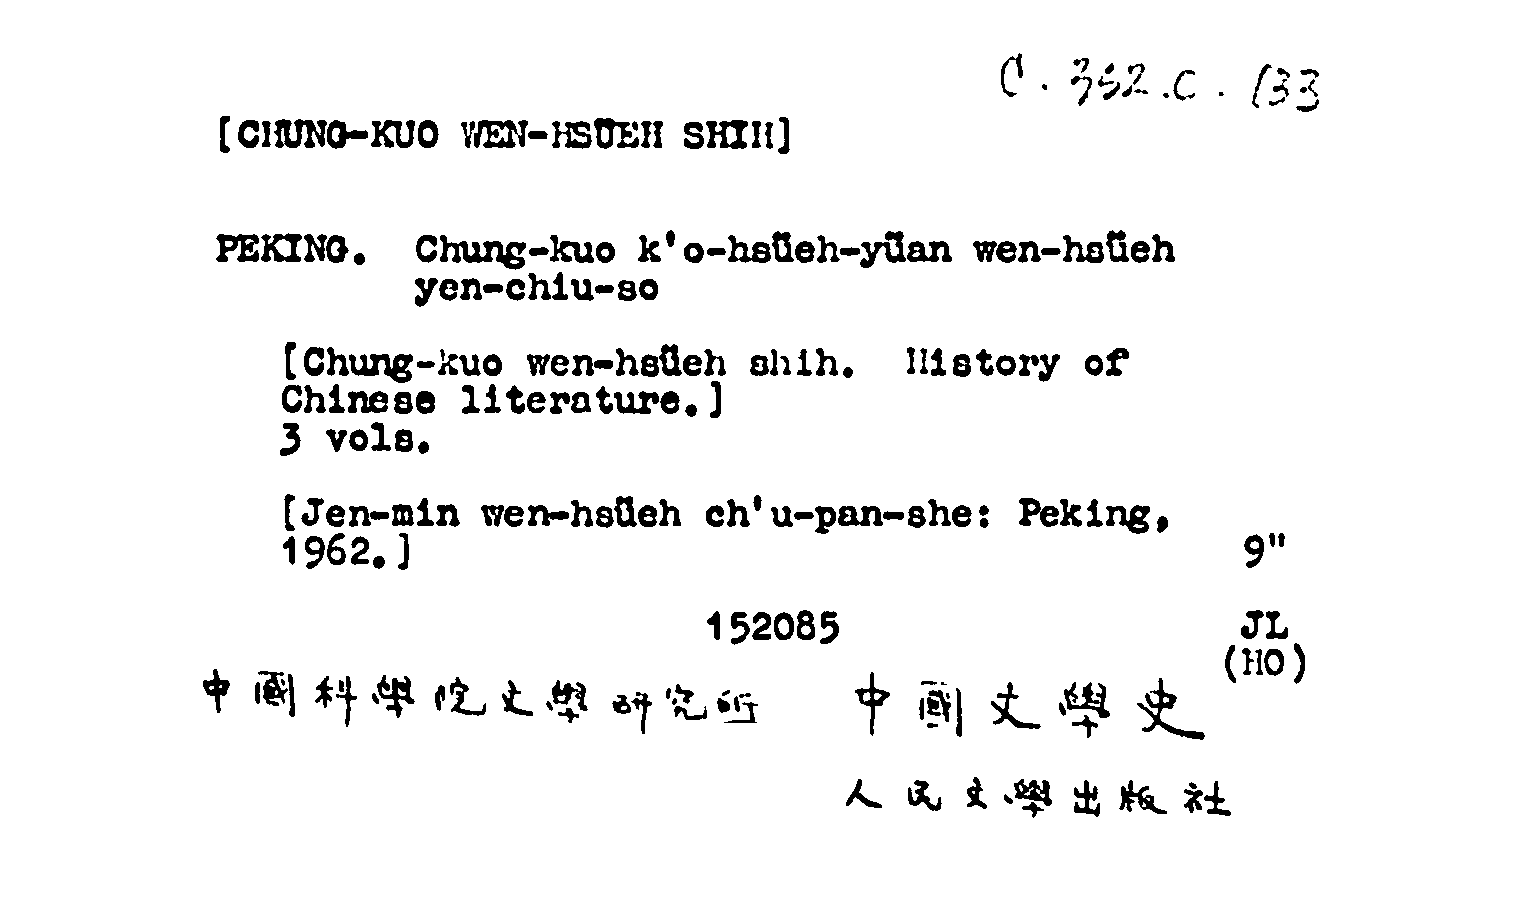 C.352.c.133
[CHUNG-KUO WEN-HSÜEH SHIH]
PEKING. Chung-kuo k'o-hsüeh-yüan wen-hsüeh
yen-chiu-so
[Chung-kuo wen-hsüeh shih. History of
Chinese literature.]
3 vols.
[Jen-min wen-hsüeh ch'u-pan-she: Peking,
1962.] 9"
152085 JL
(HO)
中國科學院文學研究所 中國文學史
人民文學出版社